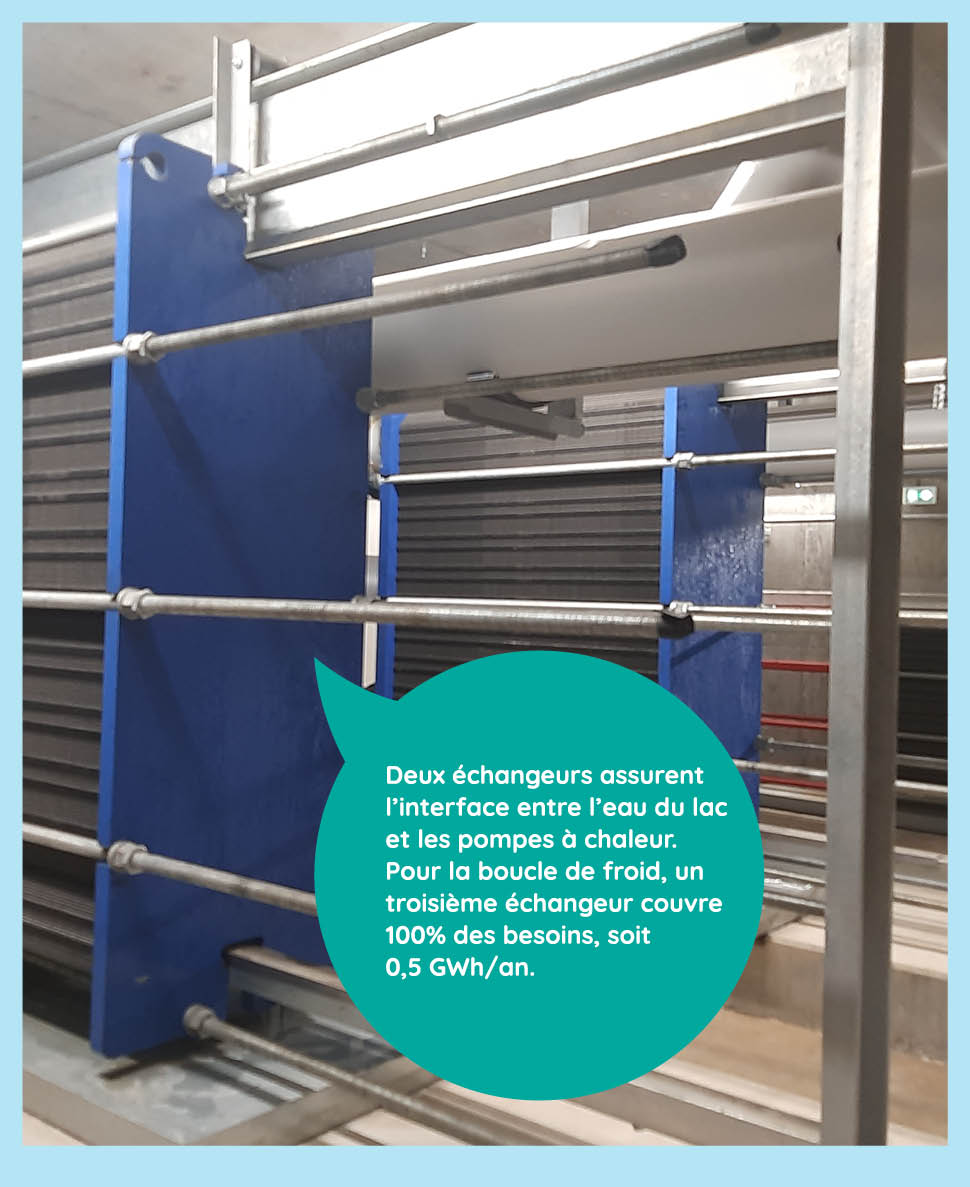 Deux échangeurs assurent
l’interface entre l’eau du lac
et les pompes à chaleur.
Pour la boucle de froid, un
troisième échangeur couvre
100% des besoins, soit
0,5 GWh/an.